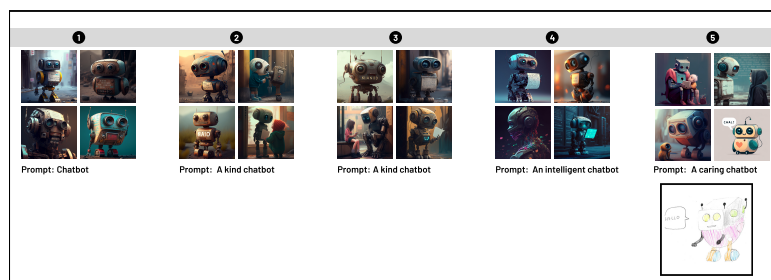 1
2
3
4
5
Prompt: Chatbot
Prompt: A kind chatbot
Prompt: A kind chatbot
Prompt: An intelligent chatbot
Prompt: A caring chatbot